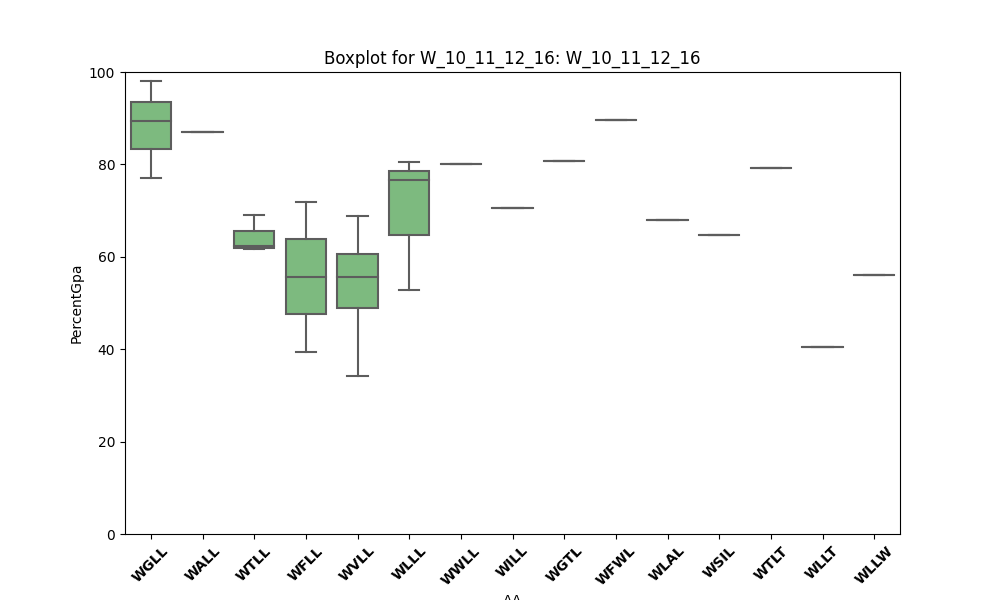 Boxplot for W_10_11_12_16: W_10_11_12_16
100
80
60
40
20
0
PercentGpa
WGLL WALL WTLL WFLL WVLL WLLL WWLL WILL WGTL WFWL WLAL WSIL WTLT WLLT WLLW
AA